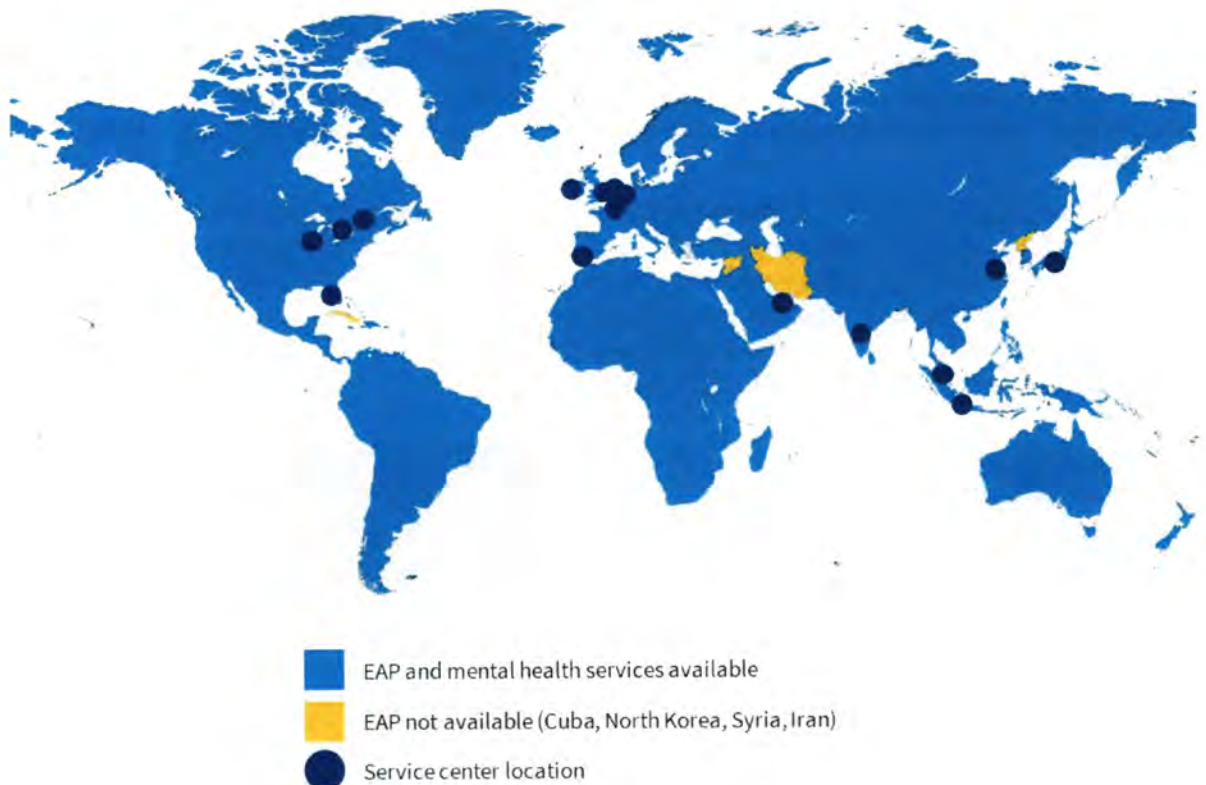 EAP and mental health services available
EAP not available (Cuba, North Korea, Syria, Iran)
Service center location